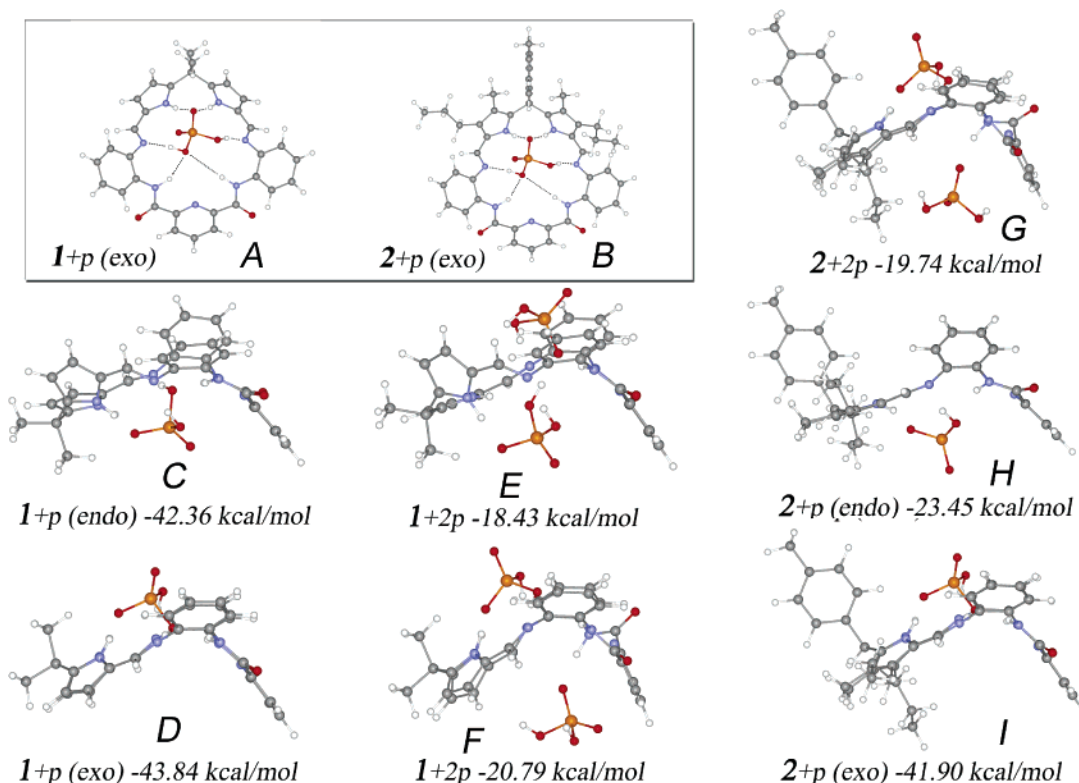 1+p (exo) A
2+p (exo) B
G
2+2p -19.74 kcal/mol
C
1+p (endo) -42.36 kcal/mol
E
1+2p -18.43 kcal/mol
H
2+p (endo) -23.45 kcal/mol
D
1+p (exo) -43.84 kcal/mol
F
1+2p -20.79 kcal/mol
I
2+p (exo) -41.90 kcal/mol